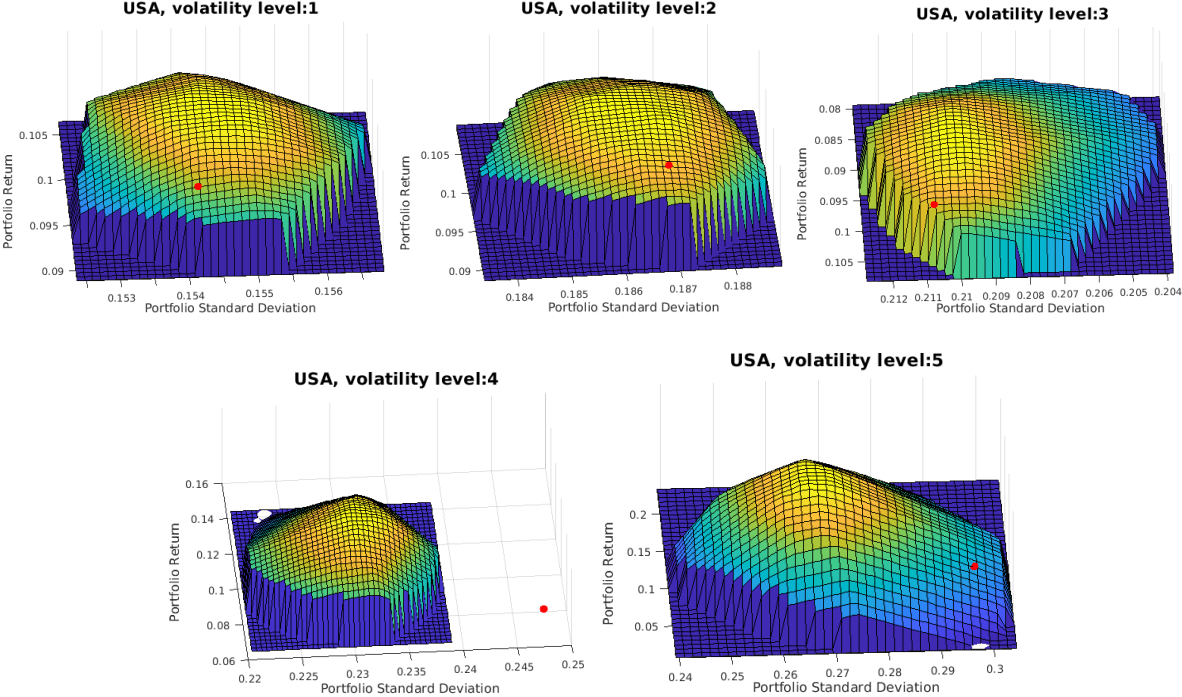 USA, volatility level:1
Portfolio Return
0.105
0.1
0.095
0.09
0.153 0.154 0.155 0.156
Portfolio Standard Deviation
USA, volatility level:2
Portfolio Return
0.105
0.1
0.095
0.09
0.184 0.185 0.186 0.187 0.188
Portfolio Standard Deviation
USA, volatility level:3
Portfolio Return
0.08
0.085
0.09
0.095
0.1
0.105
0.212 0.211 0.21 0.209 0.208 0.207 0.206 0.205 0.204
Portfolio Standard Deviation
USA, volatility level:4
Portfolio Return
0.16
0.14
0.12
0.1
0.08
0.06
0.22 0.225 0.23 0.235 0.24 0.245 0.25
Portfolio Standard Deviation
USA, volatility level:5
Portfolio Return
0.2
0.15
0.1
0.05
0.24 0.25 0.26 0.27 0.28 0.29 0.3
Portfolio Standard Deviation